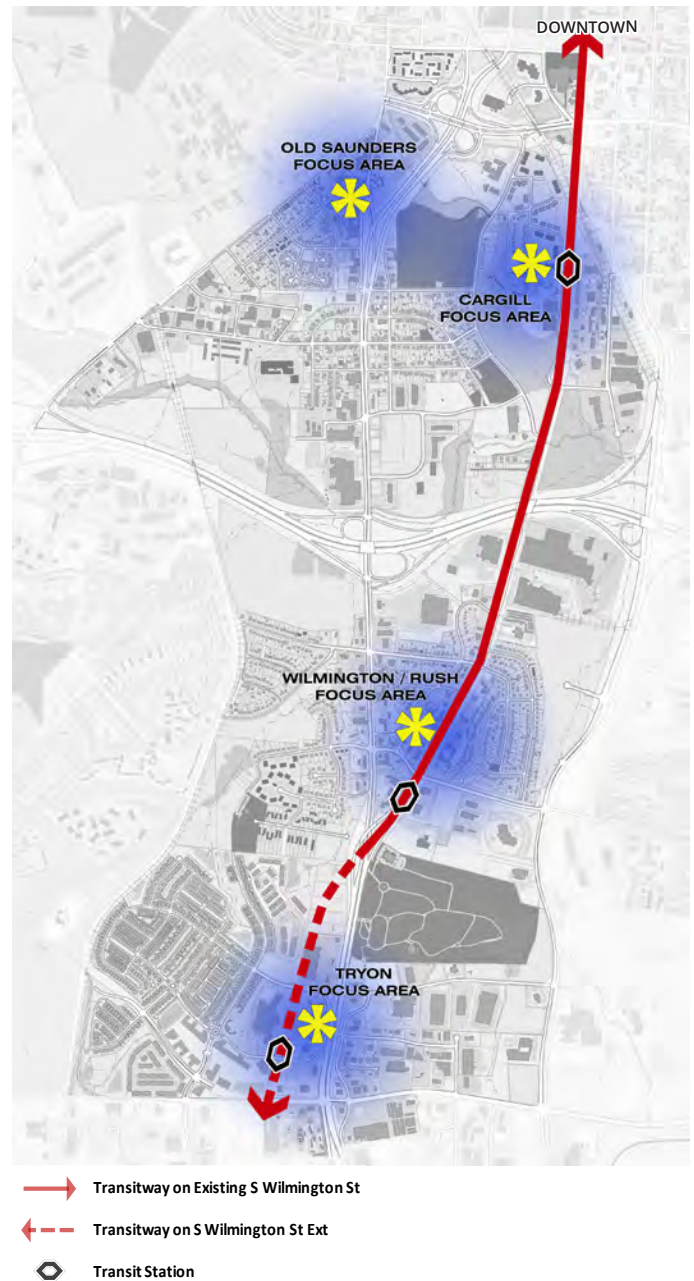 DOWNTOWN
OLD SAUNDERS
FOCUS AREA
CARGILL
FOCUS AREA
WILMINGTON / RUSH
FOCUS AREA
TRYON
FOCUS AREA
Transitway on Existing S Wilmington St
Transitway on S Wilmington St Ext
Transit Station